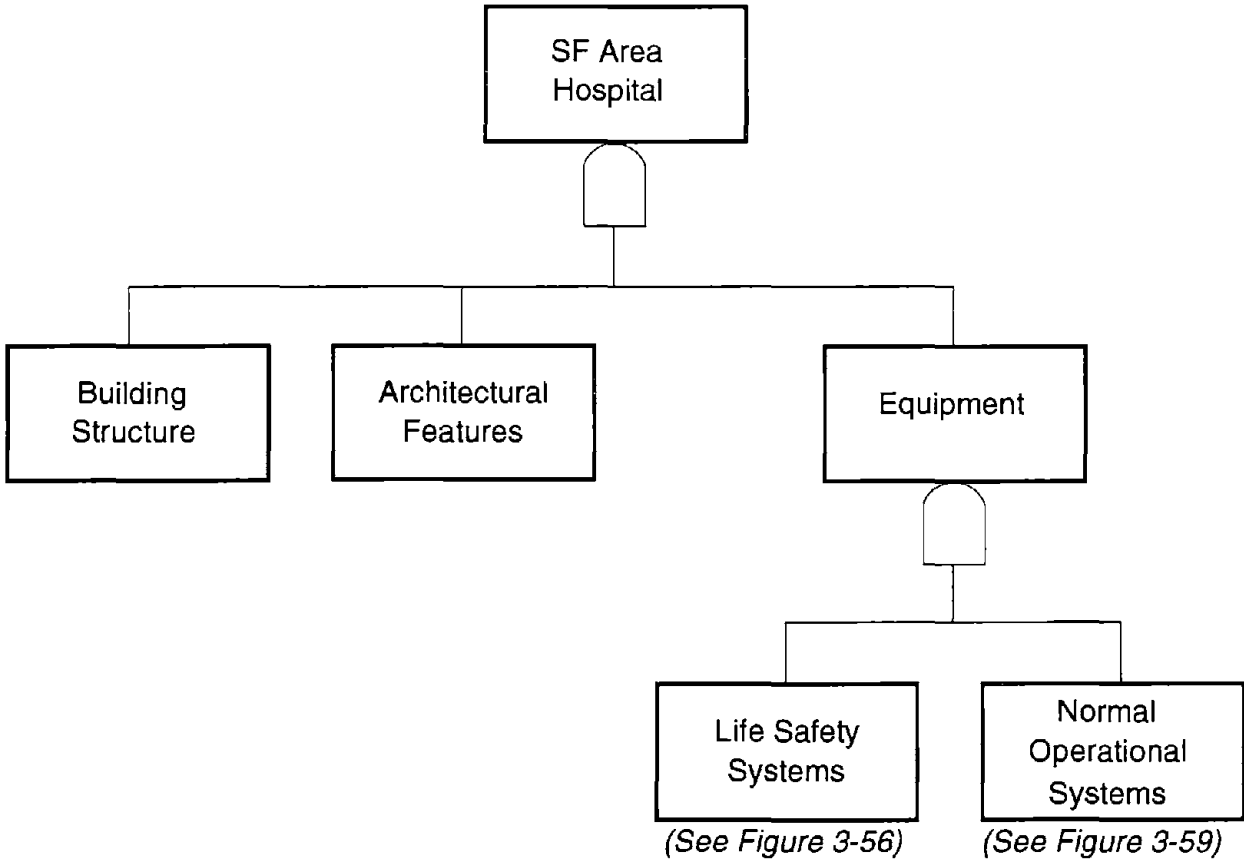 SF Area
Hospital
Building
Structure
Architectural
Features
Equipment
Life Safety
Systems
Normal
Operational
Systems
(See Figure 3-56)
(See Figure 3-59)